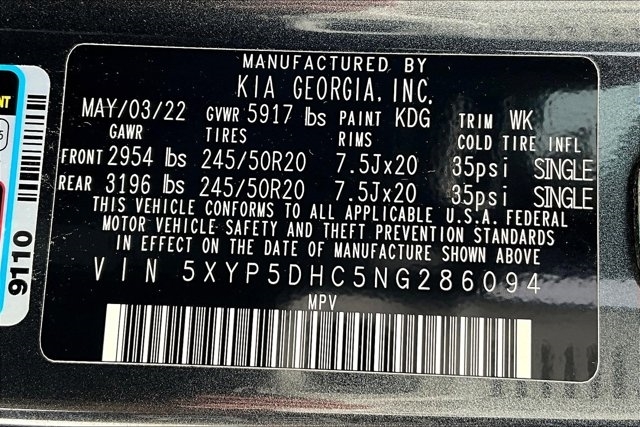 MANUFACTURED BY
KIA GEORGIA, INC.
MAY/03/22 GVWR 5917 lbs PAINT KDG TRIM WK
GAWR TIRES RIMS COLD TIRE INFL
FRONT 2954 lbs 245/50R20 7.5Jx20 35psi SINGLE
REAR 3196 lbs 245/50R20 7.5Jx20 35psi SINGLE
THIS VEHICLE CONFORMS TO ALL APPLICABLE U.S.A. FEDERAL
MOTOR VEHICLE SAFETY AND THEFT PREVENTION STANDARDS
IN EFFECT ON THE DATE OF MANUFACTURE SHOWN ABOVE
VIN 5XYP5DHC5NG286094
MPV
9110